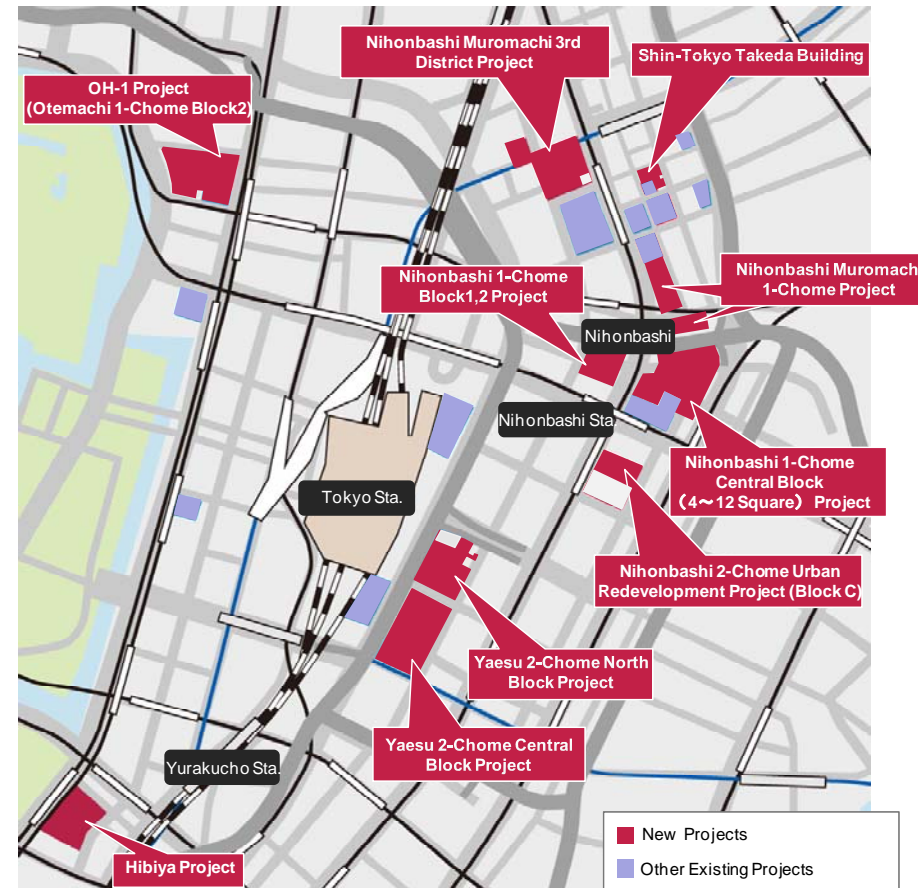 Nihonbashi Muromachi 3rd
District Project
Shin-Tokyo Takeda Building
OH-1 Project
(Otemachi 1-Chome Block2)
Nihonbashi 1-Chome
Block1,2 Project
Nihonbashi Muromach
1-Chome Project
Nihonbashi
Nihonbashi Sta.
Nihonbashi 1-Chome
Central Block
(4～12 Square) Project
Tokyo Sta.
Nihonbashi 2-Chome Urban
Redevelopment Project (Block C)
Yaesu 2-Chome North
Block Project
Yaesu 2-Chome Central
Block Project
Yurakucho Sta.
Hibiya Project
New Projects
Other Existing Projects